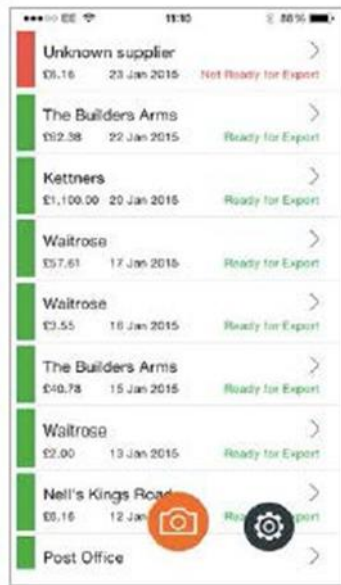 EE 11:10 88%
Unknown supplier
£6.16 23 Jan 2015 Not Ready for Export
The Builders Arms
£62.38 22 Jan 2015 Ready for Export
Kettners
£1,100.00 20 Jan 2015 Ready for Export
Waitrose
£57.61 17 Jan 2015 Ready for Export
Waitrose
£3.55 16 Jan 2015 Ready for Export
The Builders Arms
£40.78 15 Jan 2015 Ready for Export
Waitrose
£2.00 13 Jan 2015 Ready for Export
Nell's Kings Road
£6.16 12 Jan Export
Post Office